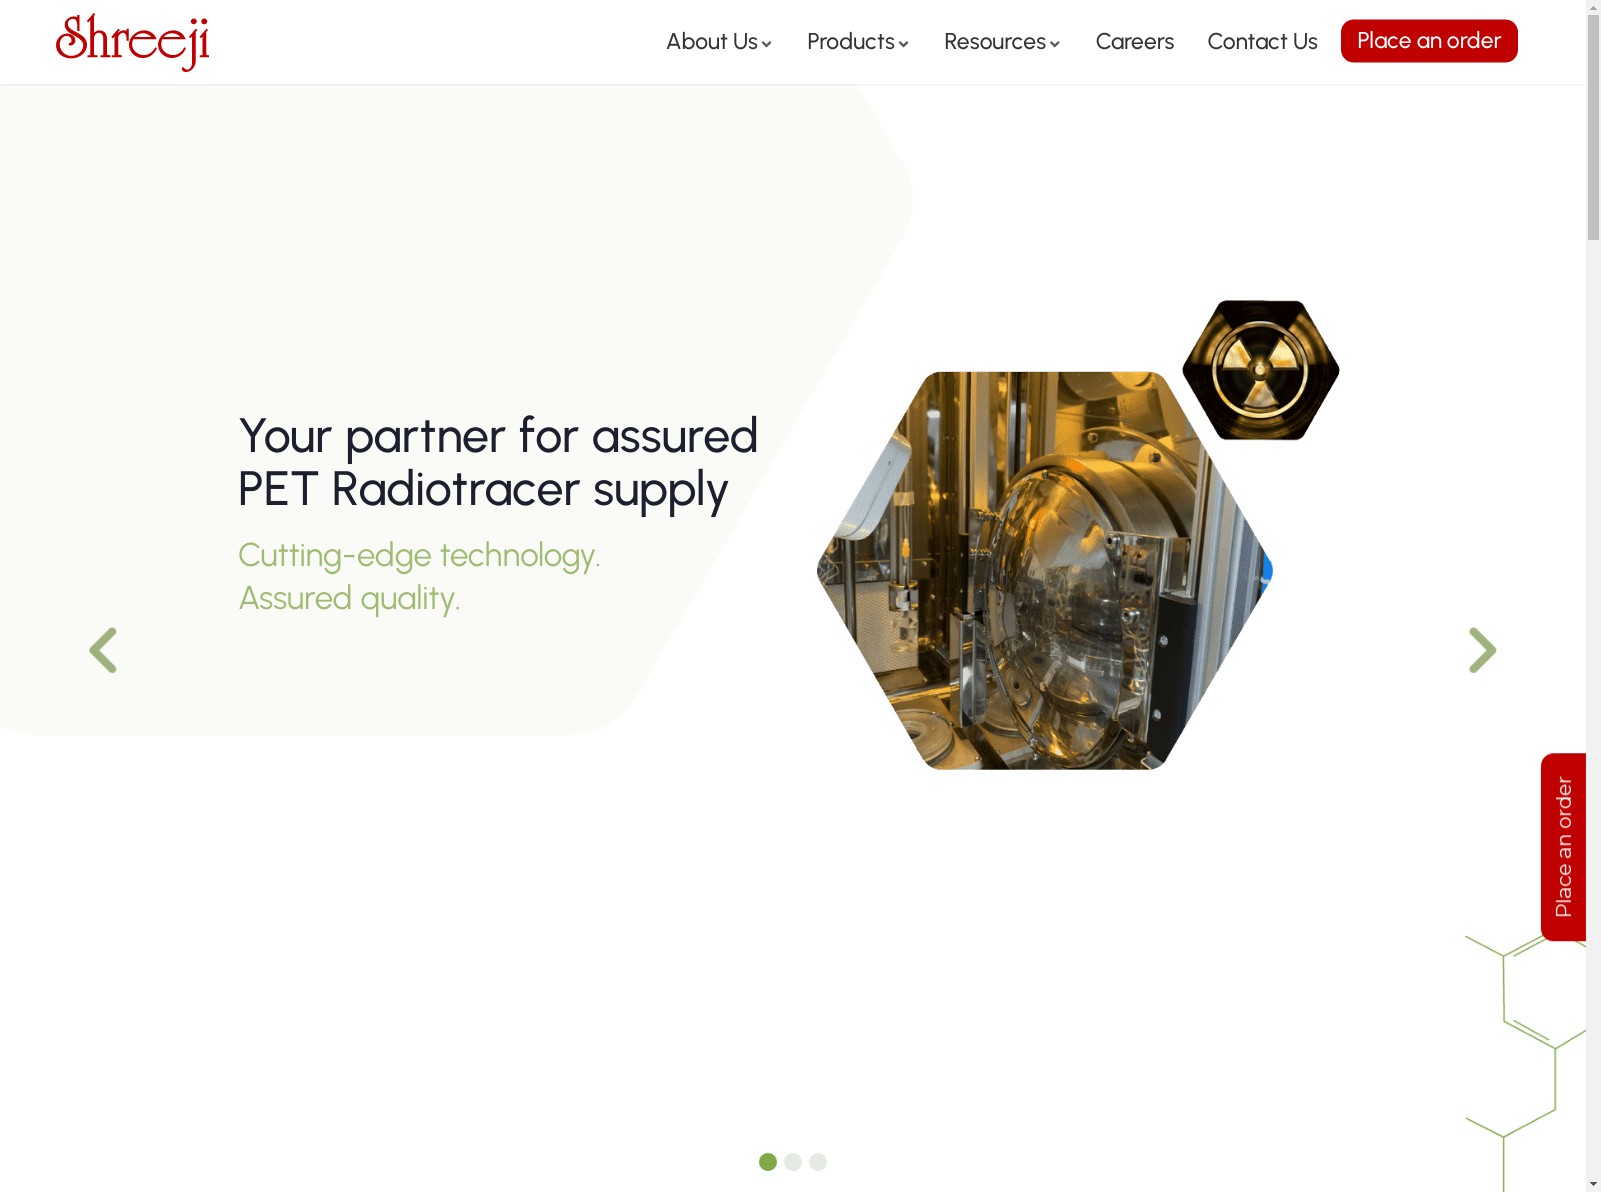 Shreeji
About Us
Products
Resources
Careers
Contact Us
Place an order
Your partner for assured
PET Radiotracer supply
Cutting-edge technology.
Assured quality.
Place an order